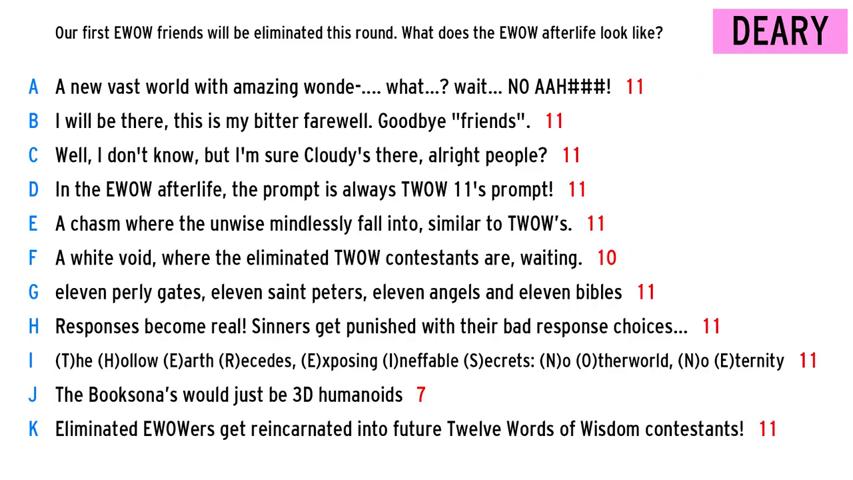 Our first EWOW friends will be eliminated this round. What does the EWOW afterlife look like?
DEARY
A A new vast world with amazing wonde-.... what...? wait... NO AAH###! 11
B I will be there, this is my bitter farewell. Goodbye "friends". 11
C Well, I don't know, but I'm sure Cloudy's there, alright people? 11
D In the EWOW afterlife, the prompt is always TWOW 11's prompt! 11
E A chasm where the unwise mindlessly fall into, similar to TWOW’s. 11
F A white void, where the eliminated TWOW contestants are, waiting. 10
G eleven perly gates, eleven saint peters, eleven angels and eleven bibles 11
H Responses become real! Sinners get punished with their bad response choices... 11
I (T)he (H)ollow (E)arth (R)ecedes, (E)xposing (I)neffable (S)ecrets: (N)o (O)therworld, (N)o (E)ternity 11
J The Booksona’s would just be 3D humanoids 7
K Eliminated EWOWers get reincarnated into future Twelve Words of Wisdom contestants! 11